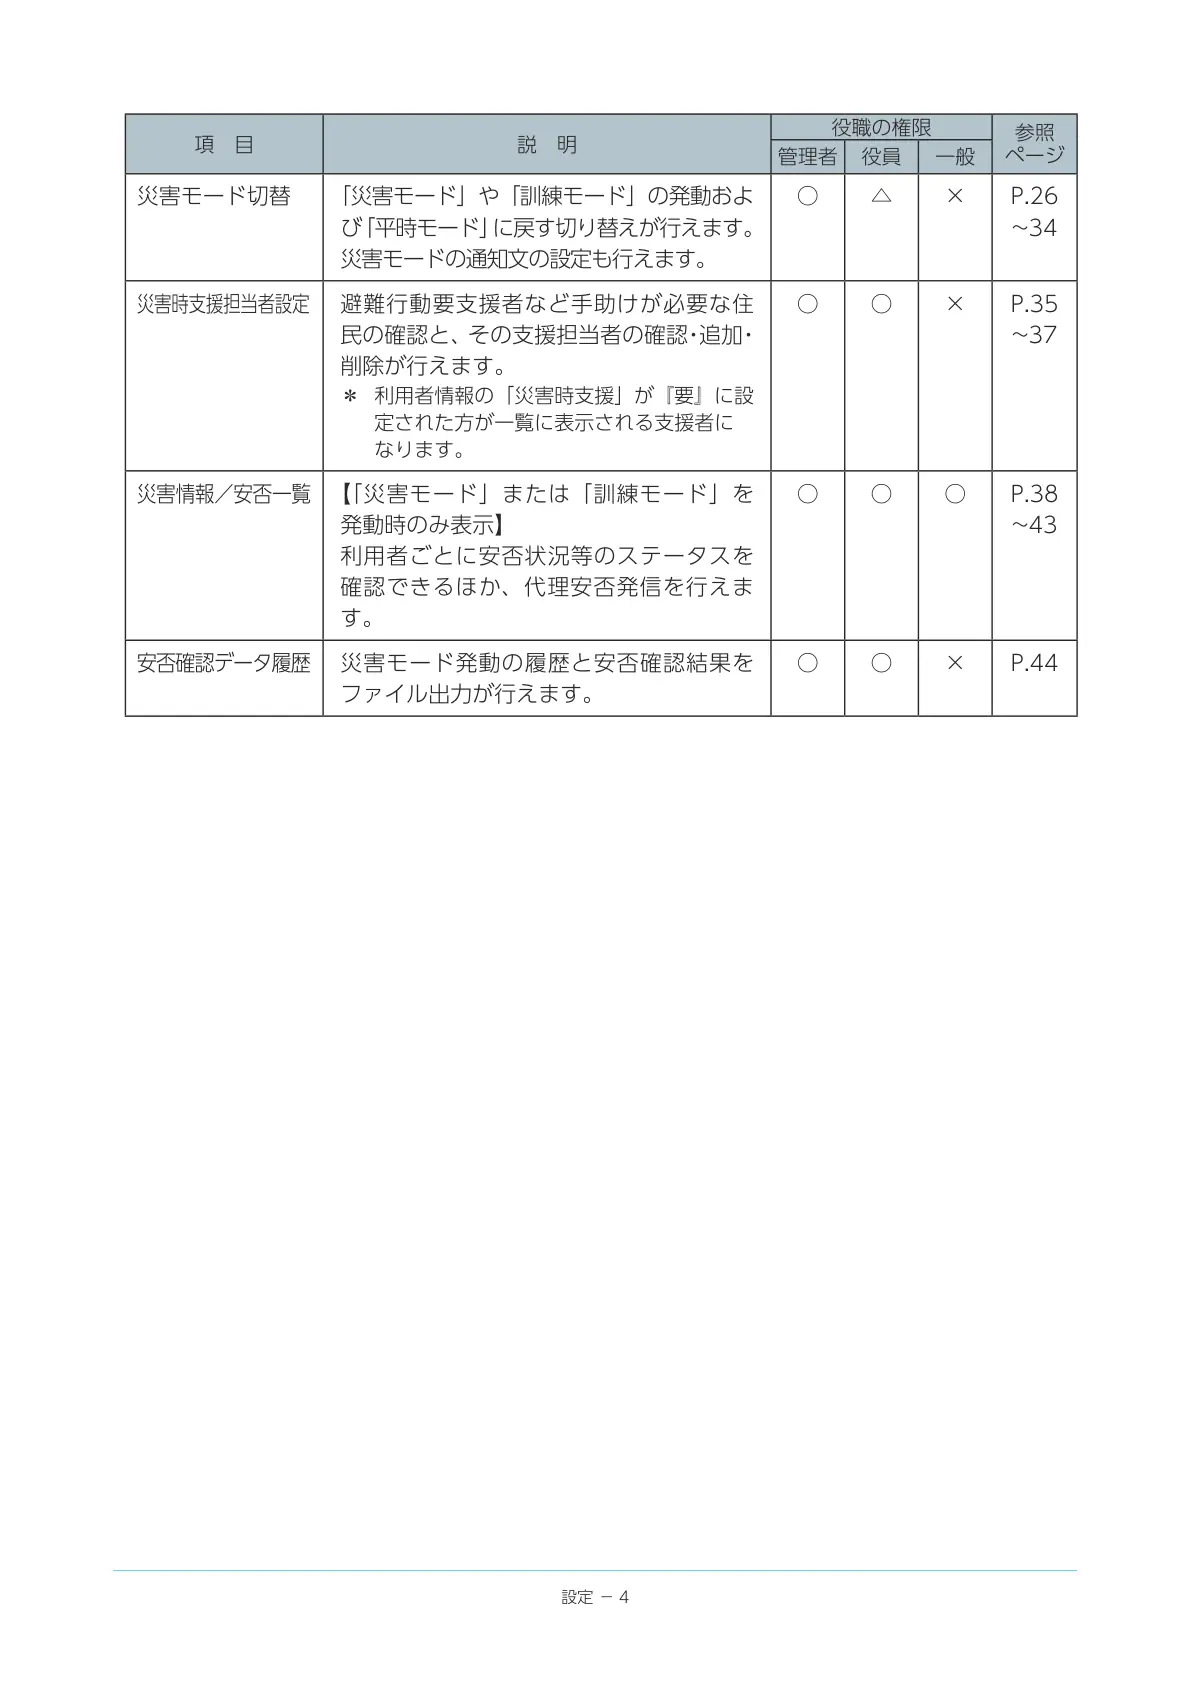 項　目
説　明
役職の権限
参照
ページ
管理者
役員
一般
災害モード切替
「災害モード」や「訓練モード」の発動およ
び「平時モード」に戻す切り替えが行えます。
災害モードの通知文の設定も行えます。
○
△
×
P.26
~34
災害時支援担当者設定
避難行動要支援者など手助けが必要な住
民の確認と、その支援担当者の確認・追加・
削除が行えます。
＊　利用者情報の「災害時支援」が『要』に設
定された方が一覧に表示される支援者に
なります。
○
○
×
P.35
~37
災害情報／安否一覧
【「災害モード」または「訓練モード」を
発動時のみ表示】
利用者ごとに安否状況等のステータスを
確認できるほか、代理安否発信を行えま
す。
○
○
○
P.38
~43
安否確認データ履歴
災害モード発動の履歴と安否確認結果を
ファイル出力が行えます。
○
○
×
P.44
設定 − 4